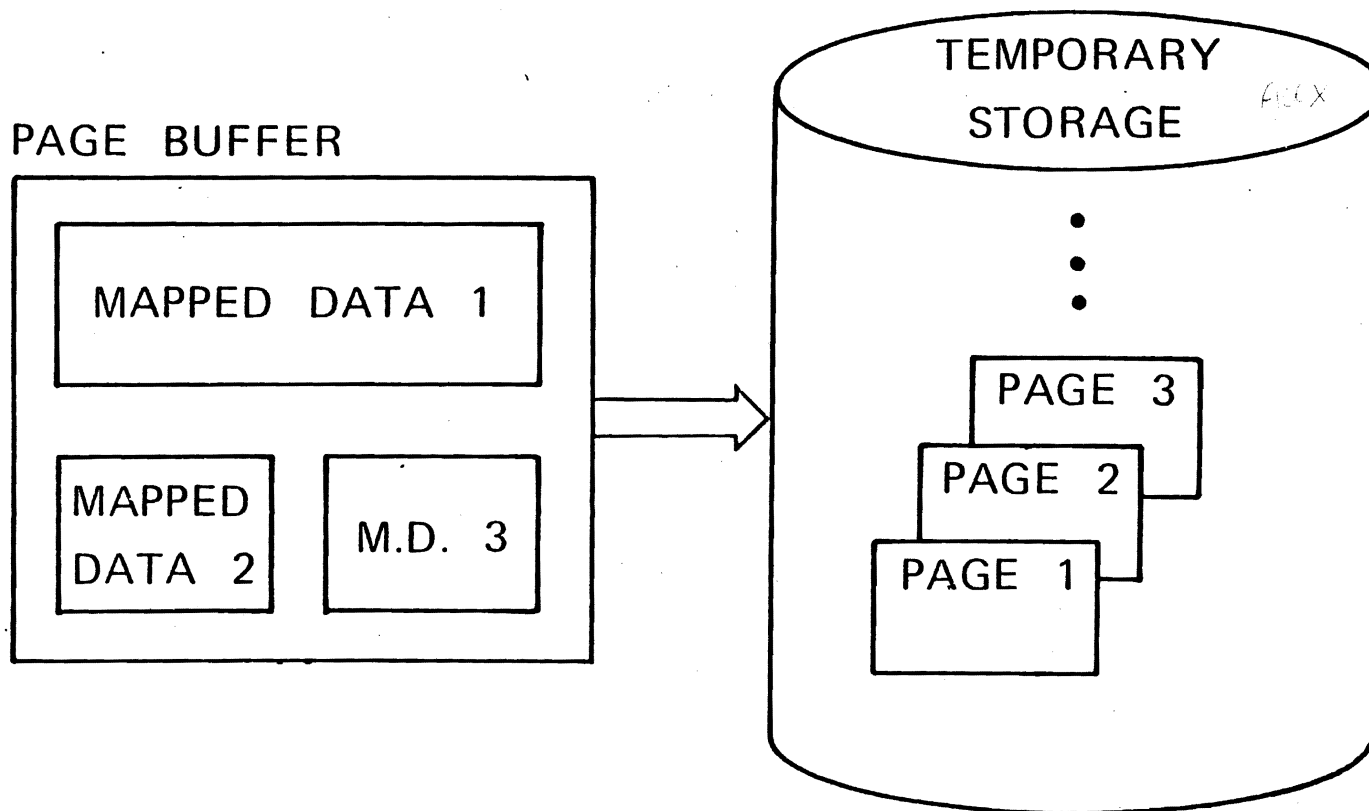 PAGE BUFFER
MAPPED DATA 1
MAPPED
DATA 2
M.D. 3
TEMPORARY
STORAGE
PAGE 3
PAGE 2
PAGE 1